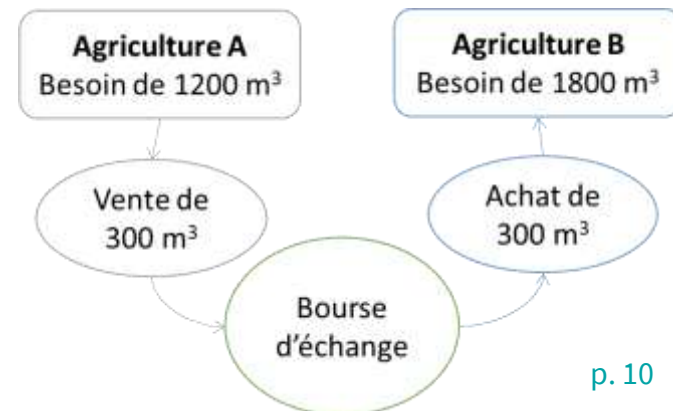 Agriculture A
Besoin de 1200 m³
Agriculture B
Besoin de 1800 m³
Vente de
300 m³
Achat de
300 m³
Bourse
d'échange
p. 10